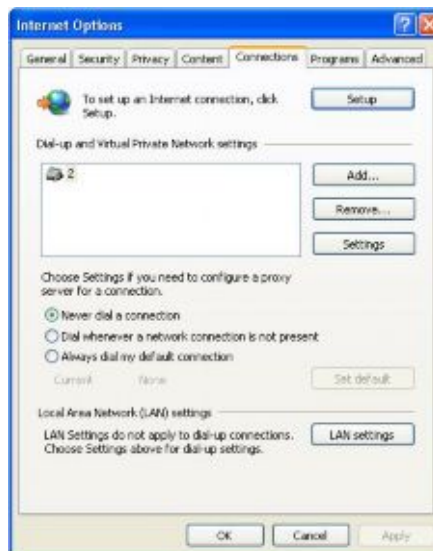 Internet Options
General Security Privacy Content Connections Programs Advanced
To set up an Internet connection, click
Setup.
Setup
Dial-up and Virtual Private Network settings
2
Add...
Remove...
Settings
Choose Settings if you need to configure a proxy
server for a connection.
Never dial a connection
Dial whenever a network connection is not present
Always dial my default connection
Current None
Set default
Local Area Network (LAN) settings
LAN Settings do not apply to dial-up connections.
Choose Settings above for dial-up settings.
LAN settings
OK Cancel Apply